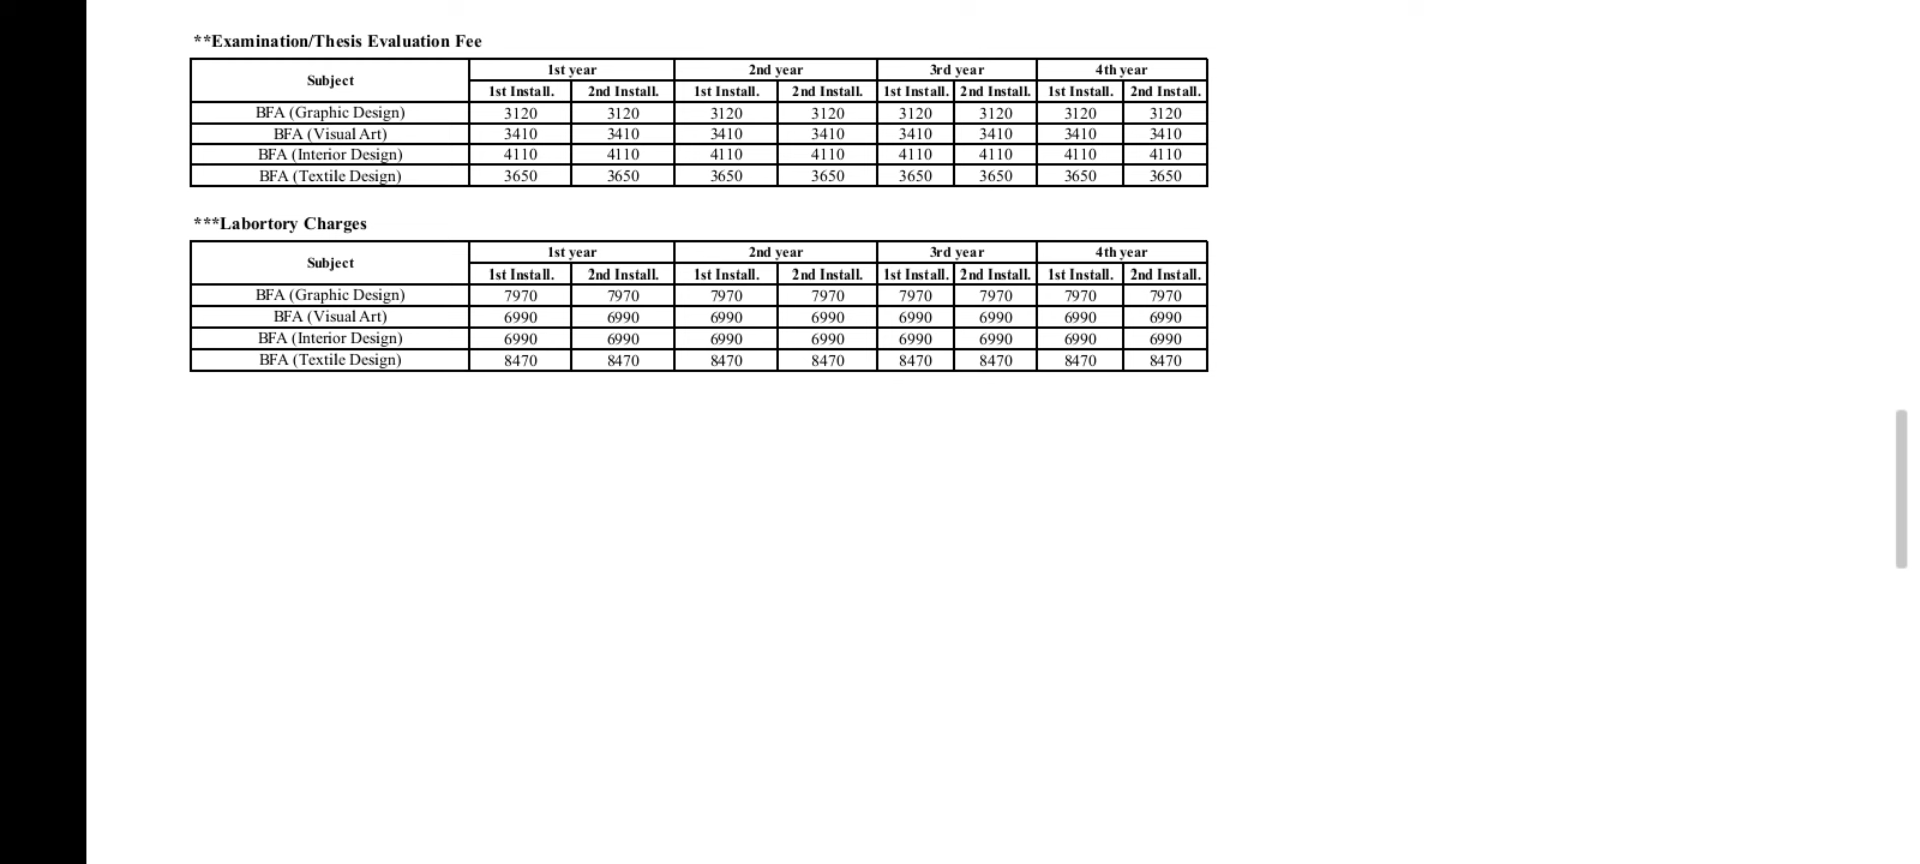 **Examination/Thesis Evaluation Fee
Subject 1st year 2nd year 3rd year 4th year
1st Install. 2nd Install. 1st Install. 2nd Install. 1st Install. 2nd Install. 1st Install. 2nd Install.
BFA (Graphic Design) 3120 3120 3120 3120 3120 3120 3120 3120
BFA (Visual Art) 3410 3410 3410 3410 3410 3410 3410 3410
BFA (Interior Design) 4110 4110 4110 4110 4110 4110 4110 4110
BFA (Textile Design) 3650 3650 3650 3650 3650 3650 3650 3650
***Labortory Charges
Subject 1st year 2nd year 3rd year 4th year
1st Install. 2nd Install. 1st Install. 2nd Install. 1st Install. 2nd Install. 1st Install. 2nd Install.
BFA (Graphic Design) 7970 7970 7970 7970 7970 7970 7970 7970
BFA (Visual Art) 6990 6990 6990 6990 6990 6990 6990 6990
BFA (Interior Design) 6990 6990 6990 6990 6990 6990 6990 6990
BFA (Textile Design) 8470 8470 8470 8470 8470 8470 8470 8470